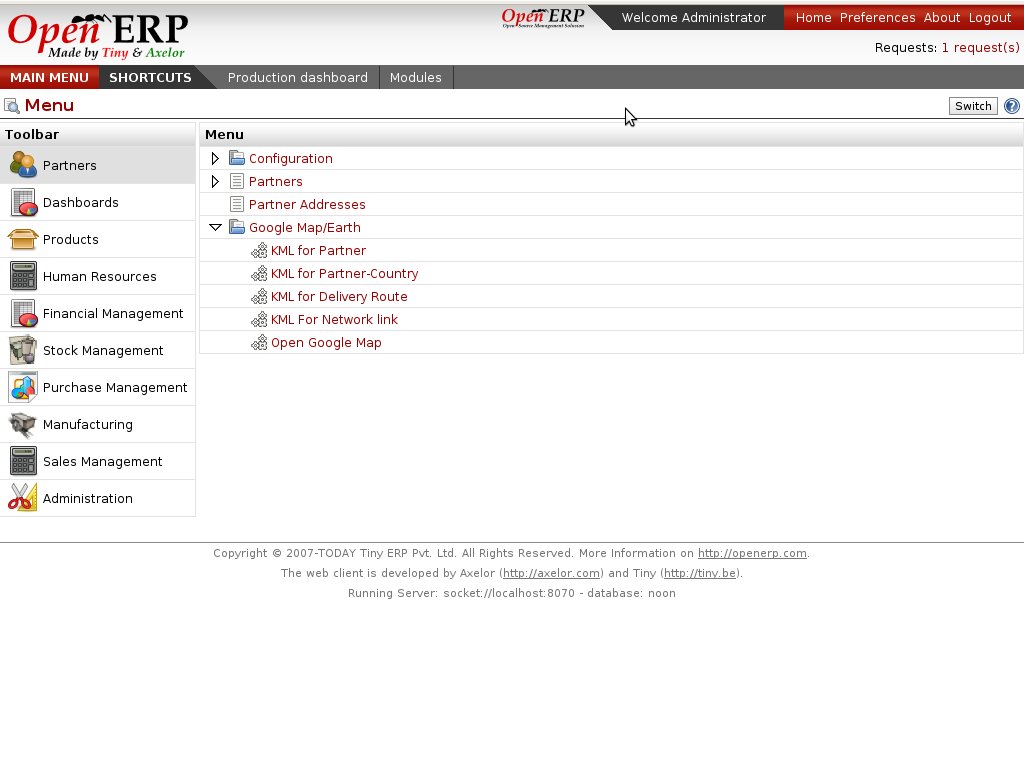 Open ERP
Made by Tiny & Axelor
Open ERP
Open Source Management Solution
Welcome Administrator
Home Preferences About Logout
Requests: 1 request(s)
MAIN MENU SHORTCUTS Production dashboard Modules
Menu
Switch ?
Toolbar
Partners
Dashboards
Products
Human Resources
Financial Management
Stock Management
Purchase Management
Manufacturing
Sales Management
Administration
Menu
Configuration
Partners
Partner Addresses
Google Map/Earth
KML for Partner
KML for Partner-Country
KML for Delivery Route
KML For Network link
Open Google Map
Copyright © 2007-TODAY Tiny ERP Pvt. Ltd. All Rights Reserved. More Information on http://openerp.com.
The web client is developed by Axelor (http://axelor.com) and Tiny (http://tiny.be).
Running Server: socket://localhost:8070 - database: noon